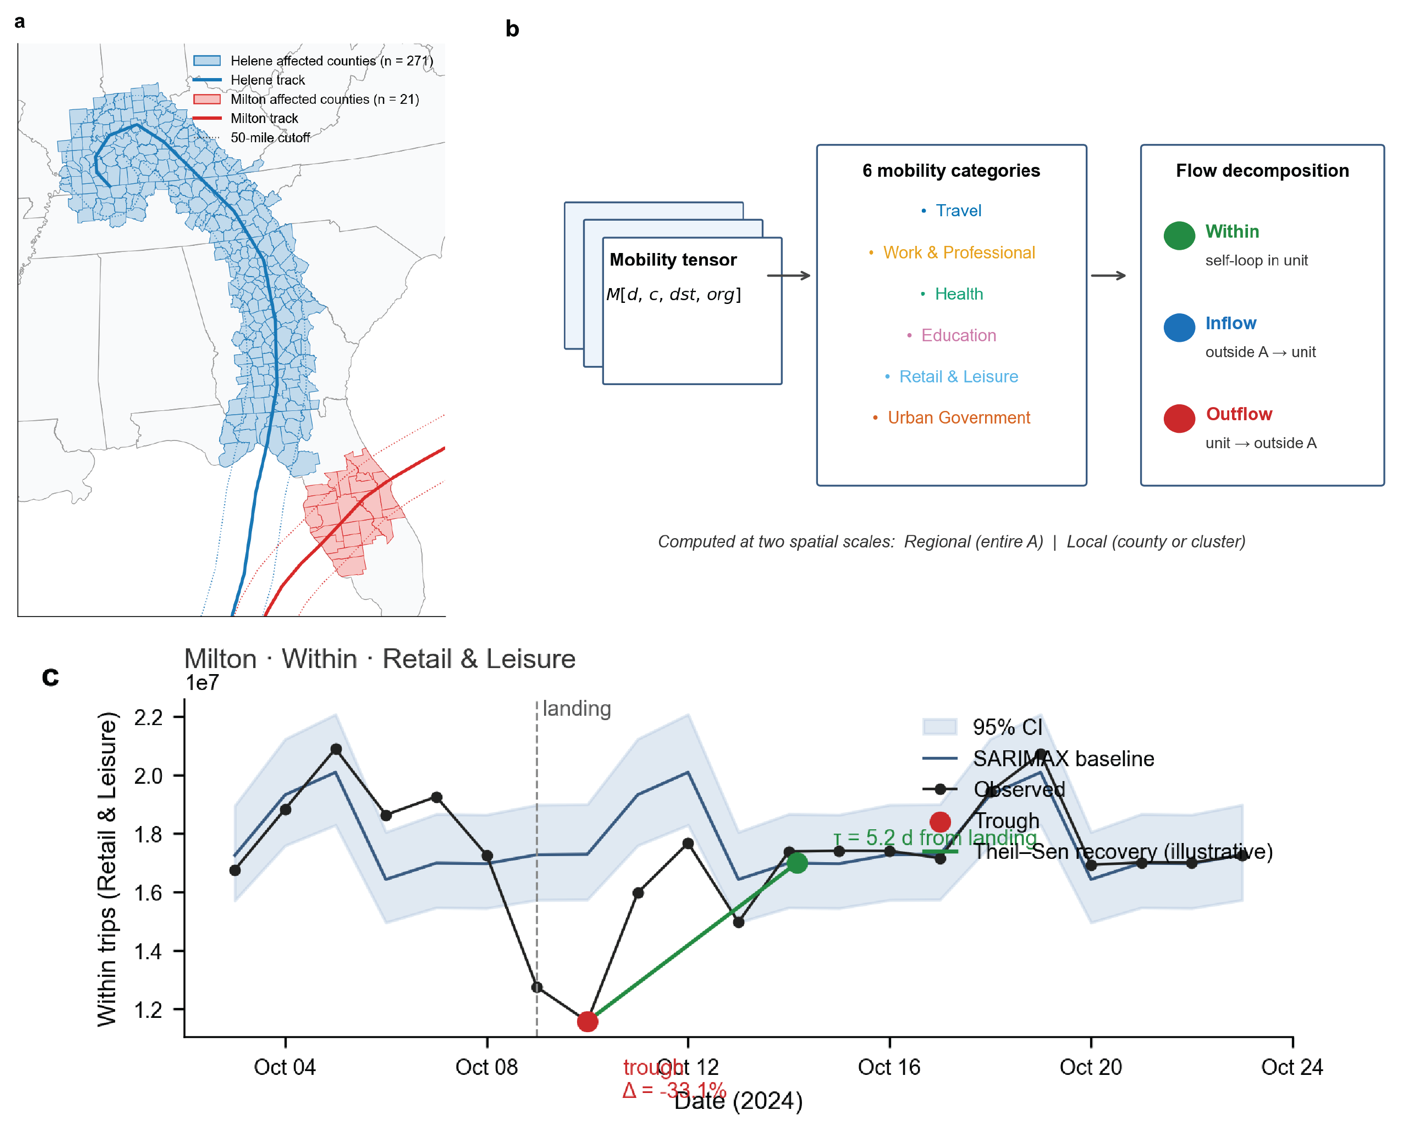 a
Helene affected counties (n = 271)
Helene track
Milton affected counties (n = 21)
Milton track
50-mile cutoff
b
Mobility tensor
M[d, c, dst, org]
6 mobility categories
• Travel
• Work & Professional
• Health
• Education
• Retail & Leisure
• Urban Government
Flow decomposition
Within
self-loop in unit
Inflow
outside A → unit
Outflow
unit → outside A
Computed at two spatial scales: Regional (entire A) | Local (county or cluster)
c
Milton · Within · Retail & Leisure
1e7
Within trips (Retail & Leisure)
2.2
2.0
1.8
1.6
1.4
1.2
landing
95% CI
SARIMAX baseline
Observed
Trough
τ = 5.2 d from landing
Theil–Sen recovery (illustrative)
Oct 04
Oct 08
Oct 12
Oct 16
Oct 20
Oct 24
trough
Δ = -33.1%
Date (2024)